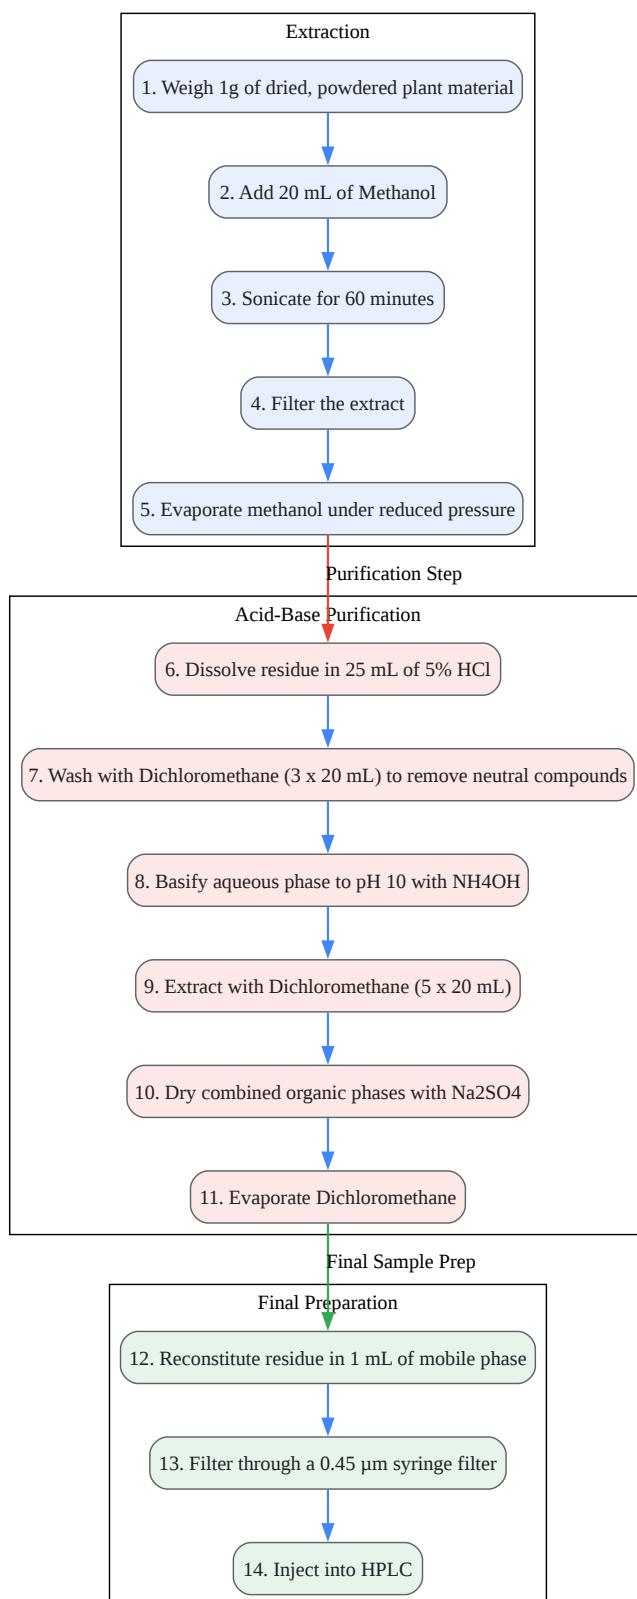 Extraction
1. Weigh 1g of dried, powdered plant material
2. Add 20 mL of Methanol
3. Sonicate for 60 minutes
4. Filter the extract
5. Evaporate methanol under reduced pressure
Purification Step
Acid-Base Purification
6. Dissolve residue in 25 mL of 5% HCl
7. Wash with Dichloromethane (3 x 20 mL) to remove neutral compounds
8. Basify aqueous phase to pH 10 with NH4OH
9. Extract with Dichloromethane (5 x 20 mL)
10. Dry combined organic phases with Na2SO4
11. Evaporate Dichloromethane
Final Sample Prep
Final Preparation
12. Reconstitute residue in 1 mL of mobile phase
13. Filter through a 0.45 µm syringe filter
14. Inject into HPLC